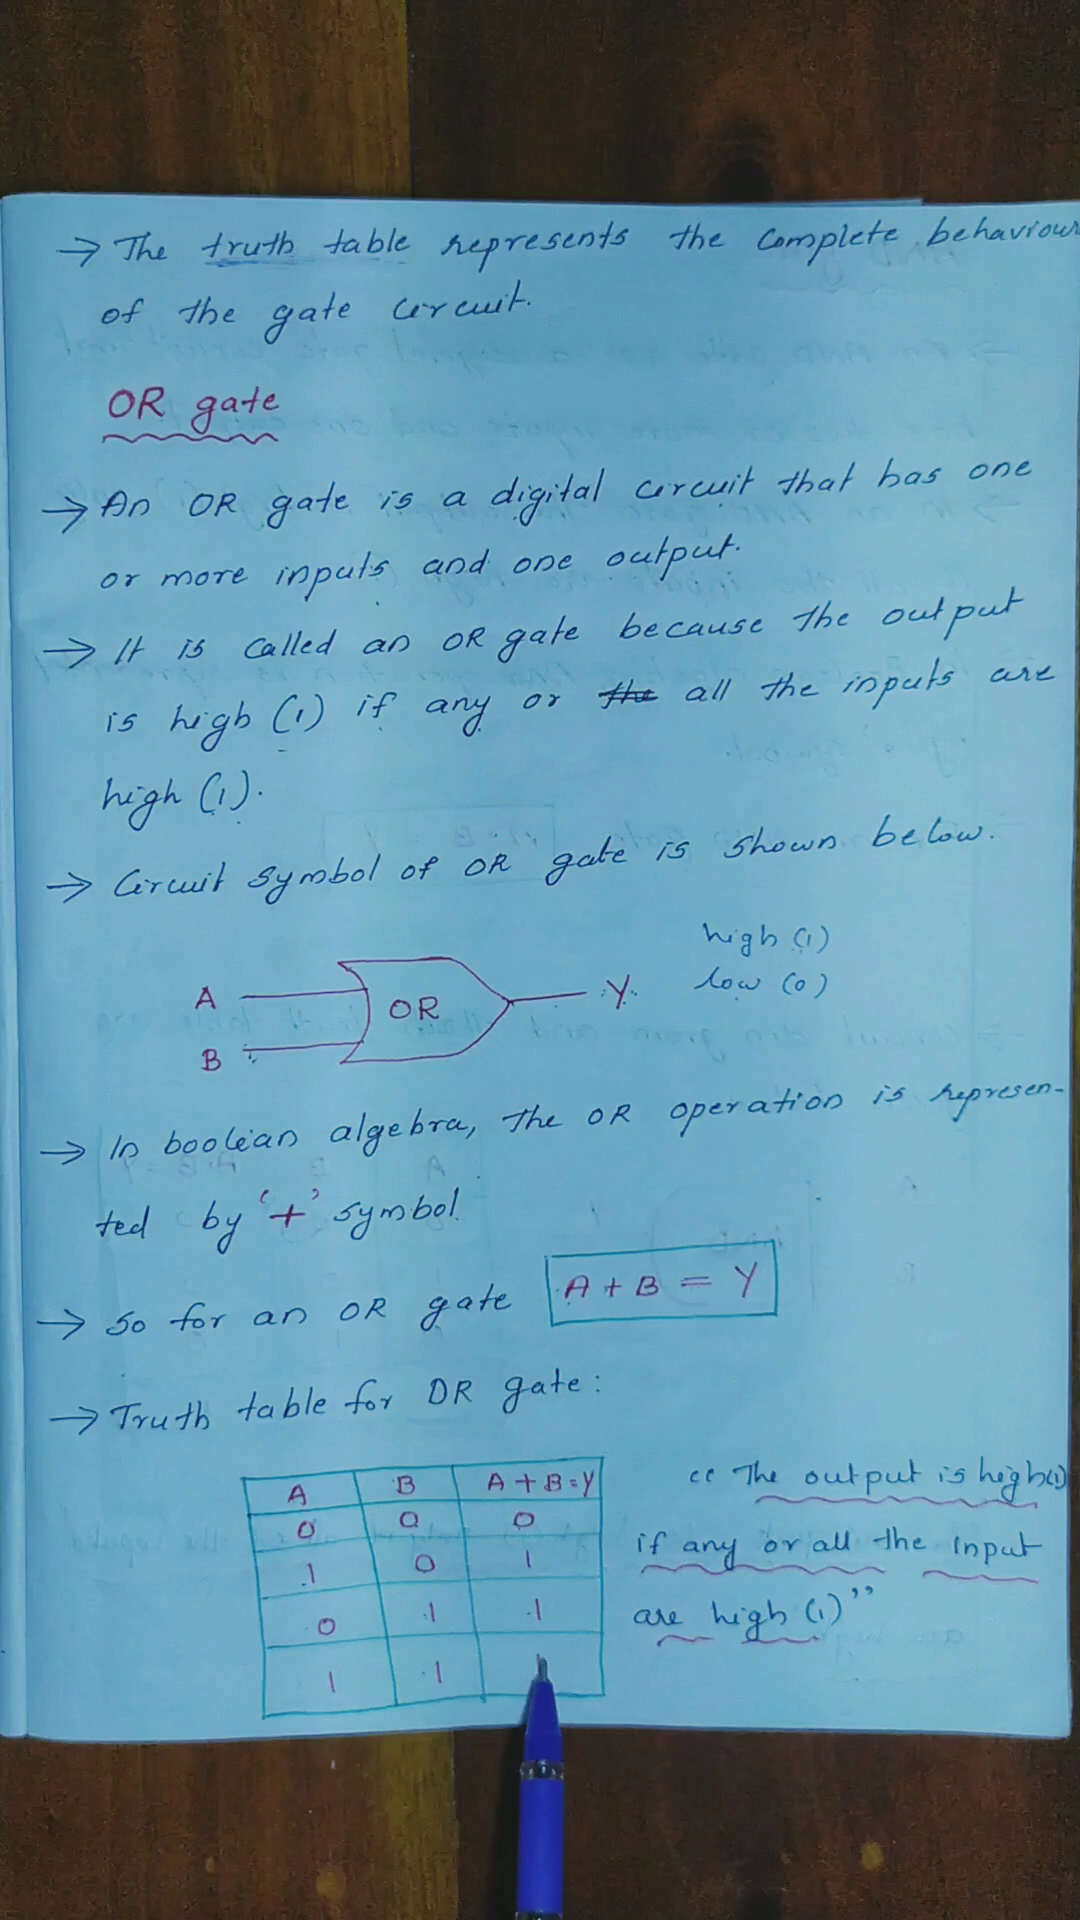 → The truth table represents the complete behaviour
of the gate circuit.
OR gate
→ An OR gate is a digital circuit that has one
or more inputs and one output.
→ It is called an OR gate because the output
is high (1) if any or the all the inputs are
high (1).
→ Circuit symbol of OR gate is shown below.
high (1)
low (0)
A
B
OR
Y
→ In boolean algebra, the OR operation is represen-
ted by '+' symbol
→ So for an OR gate A + B = Y
→ Truth table for OR gate:
A B A + B = Y
0 0 0
1 0 1
0 1 1
1 1 1
"The output is high(1)
if any or all the input
are high (1)"